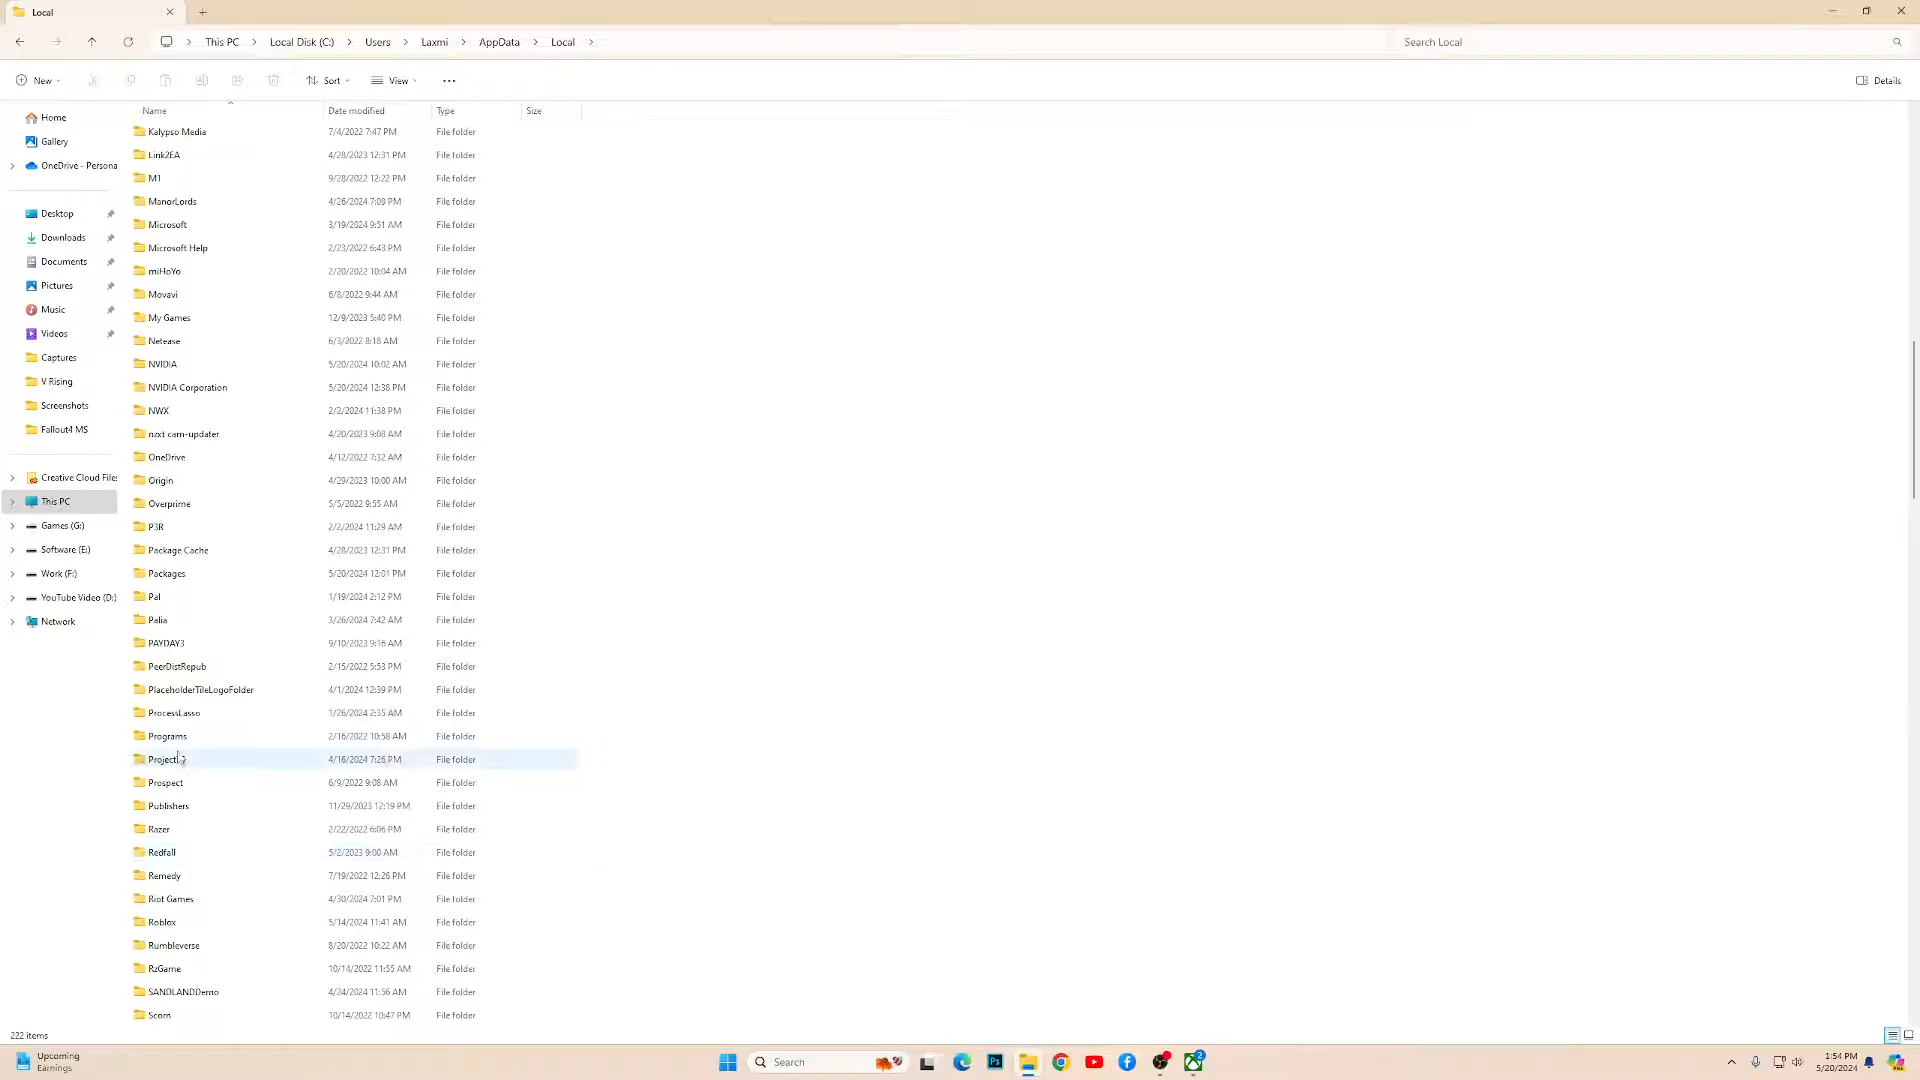 Local
This PC > Local Disk (C:) > Users > Laxmi > AppData > Local >
Search Local
New
Sort
View
Details
Name Date modified Type Size
Home
Gallery
OneDrive - Persona
Desktop
Downloads
Documents
Pictures
Music
Videos
Captures
V Rising
Screenshots
Fallout4 MS
Creative Cloud Files
This PC
Games (G:)
Software (E:)
Work (F:)
YouTube Video (D:)
Network
Kalypso Media 7/4/2022 7:47 PM File folder
Link2EA 4/28/2023 12:31 PM File folder
M1 9/28/2022 12:22 PM File folder
ManorLords 4/26/2024 7:09 PM File folder
Microsoft 3/19/2024 9:51 AM File folder
Microsoft Help 2/23/2022 6:43 PM File folder
miHoYo 2/20/2022 10:04 AM File folder
Movavi 6/8/2022 9:44 AM File folder
My Games 12/9/2023 5:40 PM File folder
Netease 6/3/2022 8:18 AM File folder
NVIDIA 5/20/2024 10:02 AM File folder
NVIDIA Corporation 5/20/2024 12:38 PM File folder
NWX 2/2/2024 11:38 PM File folder
nzxt cam-updater 4/20/2023 9:08 AM File folder
OneDrive 4/12/2022 7:32 AM File folder
Origin 4/29/2023 10:00 AM File folder
Overprime 5/5/2022 9:55 AM File folder
P3R 2/2/2024 11:29 AM File folder
Package Cache 4/28/2023 12:31 PM File folder
Packages 5/20/2024 12:01 PM File folder
Pal 1/19/2024 2:12 PM File folder
Palia 3/26/2024 7:42 AM File folder
PAYDAY3 9/10/2023 9:16 AM File folder
PeerDistRepub 2/15/2022 5:53 PM File folder
PlaceholderTileLogoFolder 4/1/2024 12:39 PM File folder
ProcessLasso 1/26/2024 2:35 AM File folder
Programs 2/16/2022 10:58 AM File folder
4/16/2024 7:26 PM File folder
Prospect 6/9/2022 9:08 AM File folder
Publishers 11/29/2023 12:19 PM File folder
Razer 2/22/2022 6:06 PM File folder
Redfall 5/2/2023 9:00 AM File folder
Remedy 7/19/2022 12:26 PM File folder
Riot Games 4/30/2024 7:01 PM File folder
Roblox 5/14/2024 11:41 AM File folder
Rumbleverse 8/20/2022 10:22 AM File folder
RzGame 10/14/2022 11:55 AM File folder
SANDLANDDemo 4/24/2024 11:56 AM File folder
Scorn 10/14/2022 10:47 PM File folder
222 items
Upcoming
Earnings
Search
Ps
2
1:54 PM
5/20/2024